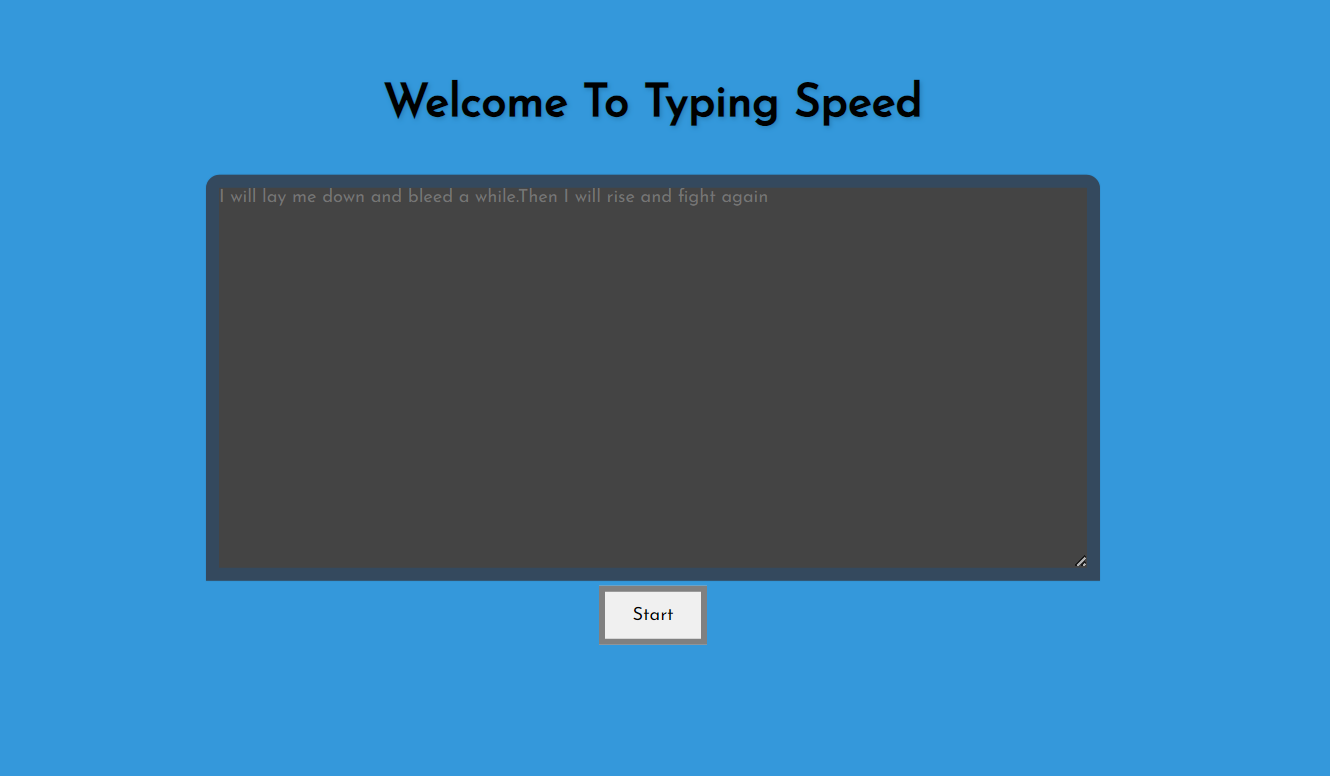 Welcome To Typing Speed
I will lay me down and bleed a while.Then I will rise and fight again
Start